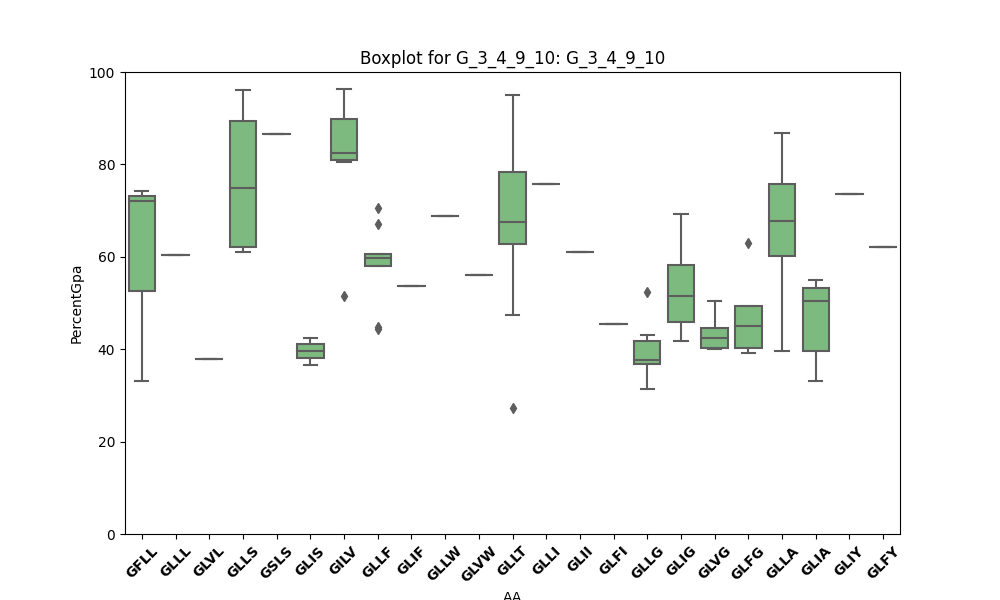 Boxplot for G_3_4_9_10: G_3_4_9_10
100
80
60
40
20
0
PercentGpa
GFLL GLLL GLVL GLLS GSLS GLIS GILV GLLF GLIF GLLW GLVW GLLT GLLI GLII GLFI GLLG GLIG GLVG GLFG GLLA GLIA GLIY GLFY
AA